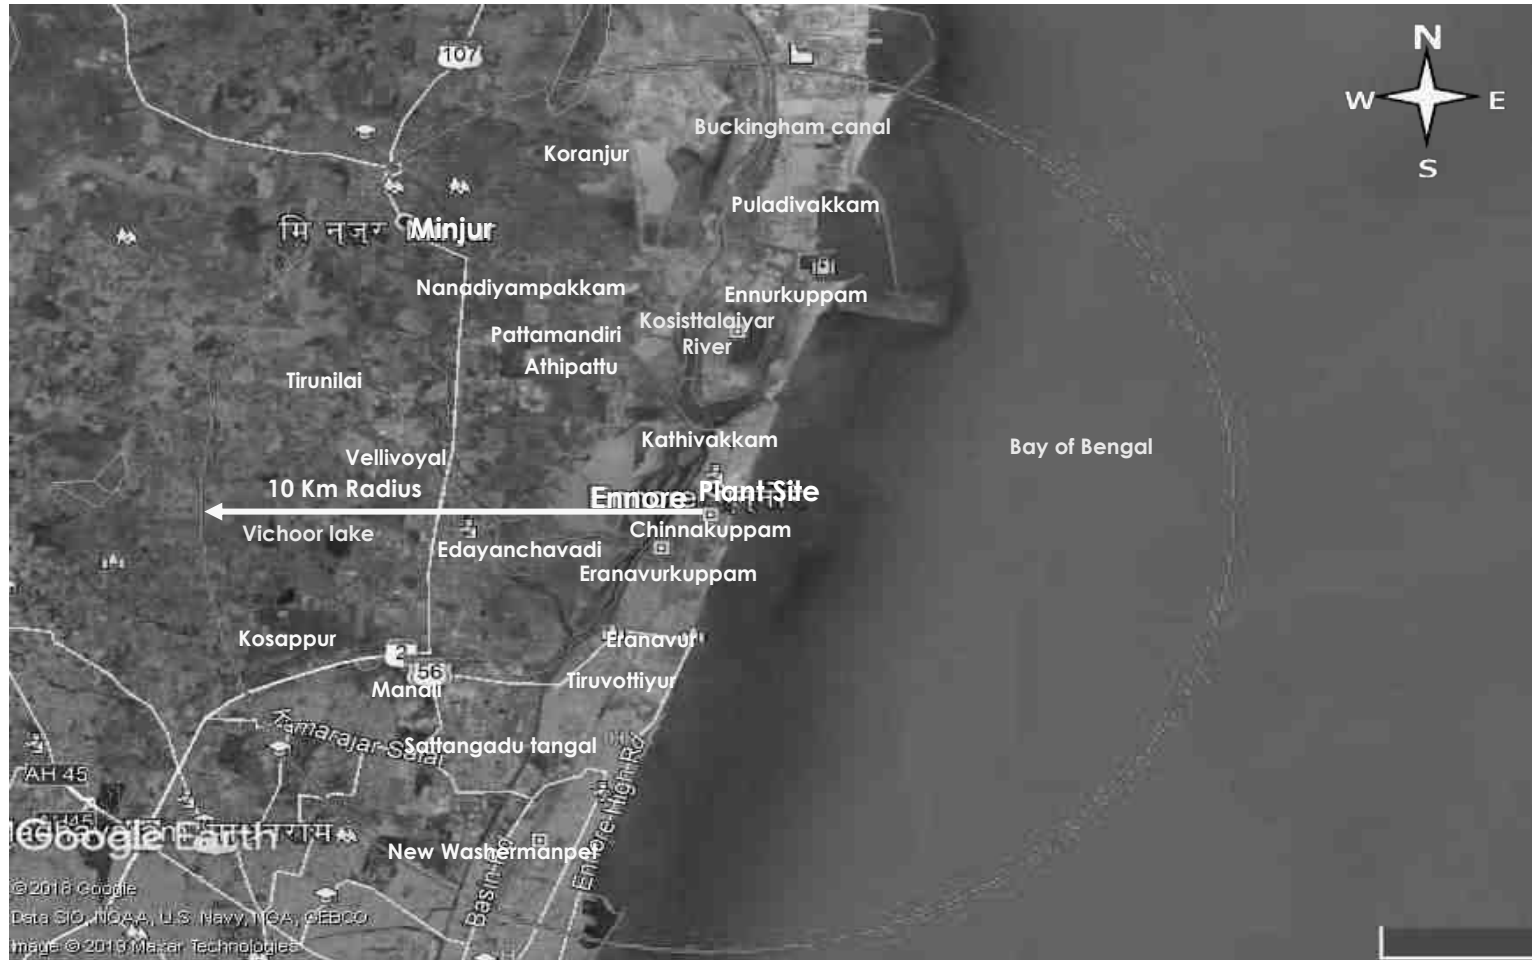 N
W E
S
107
Buckingham canal
Koranjur
Puladivakkam
मि नजुर Minjur
Nanadiyampakkam
Ennurkuppam
Kosisttalaiyar
River
Pattamandiri
Athipattu
Tirunilai
Kathivakkam
Bay of Bengal
Vellivoyal
10 Km Radius
Ennore
Plant Site
Vichoor lake
Chinnakuppam
Edayanchavadi
Eranavurkuppam
Kosappur
Eranavur
2
56
Manali
Tiruvottiyur
Kamarajar Salai
Sattangadu tangal
AH 45
Ennore-High-Rd
Google Earth
New Washermanpet
Basin-Rd
© 2018 Google
Data SIO, NOAA, U.S. Navy, NGA, GEBCO
Image © 2018 Maxar Technologies